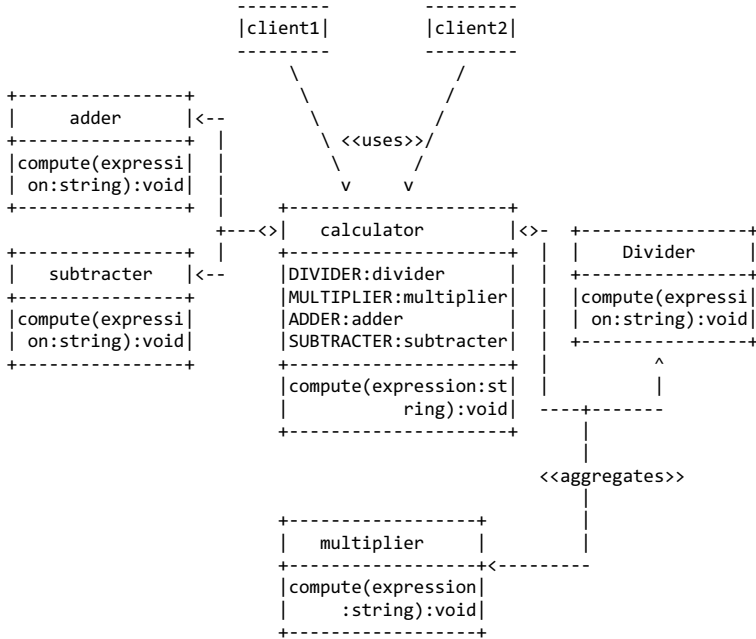 client1
client2
adder
<<uses>>
compute(expressi
on:string):void
calculator
Divider
subtracter
DIVIDER:divider
MULTIPLIER:multiplier
compute(expressi
on:string):void
compute(expressi
on:string):void
ADDER:adder
SUBTRACTER:subtracter
compute(expression:st
ring):void
<<aggregates>>
multiplier
compute(expression
:string):void